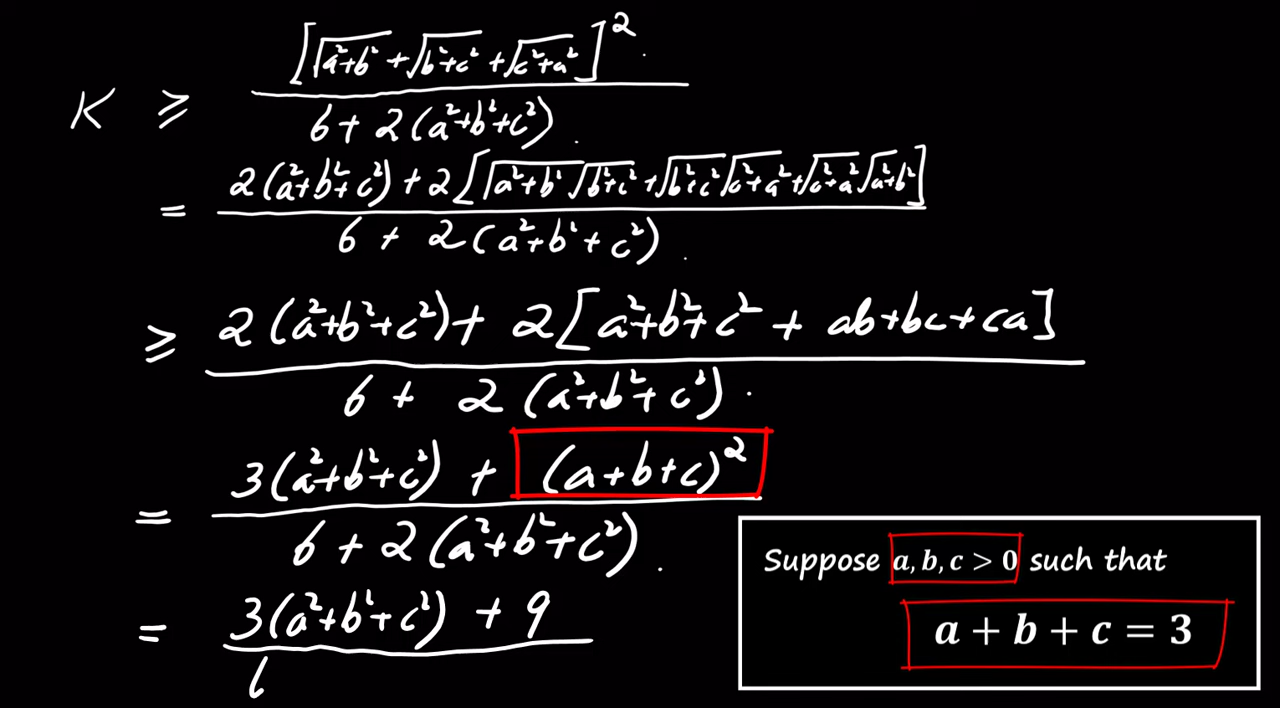 K ≥ [√(a²+b²) + √(b²+c²) + √(c²+a²)]² / 6 + 2(a²+b²+c²).
= 2(a²+b²+c²) + 2[√(a²+b²)√(b²+c²) + √(b²+c²)√(c²+a²) + √(c²+a²)√(a²+b²)] / 6 + 2(a²+b²+c²).
≥ 2(a²+b²+c²) + 2[a²+b²+c² + ab+bc+ca] / 6 + 2(a²+b²+c²).
= 3(a²+b²+c²) + (a+b+c)² / 6 + 2(a²+b²+c²).
= 3(a²+b²+c²) + 9 /
Suppose a, b, c > 0 such that
a + b + c = 3